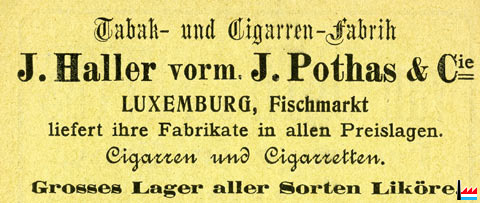 Tabak- und Cigarren-Fabrik
J. Haller vorm. J. Pothas & Cie
LUXEMBURG, Fischmarkt
liefert ihre Fabrikate in allen Preislagen.
Cigarren und Cigarretten.
Grosses Lager aller Sorten Liköre.